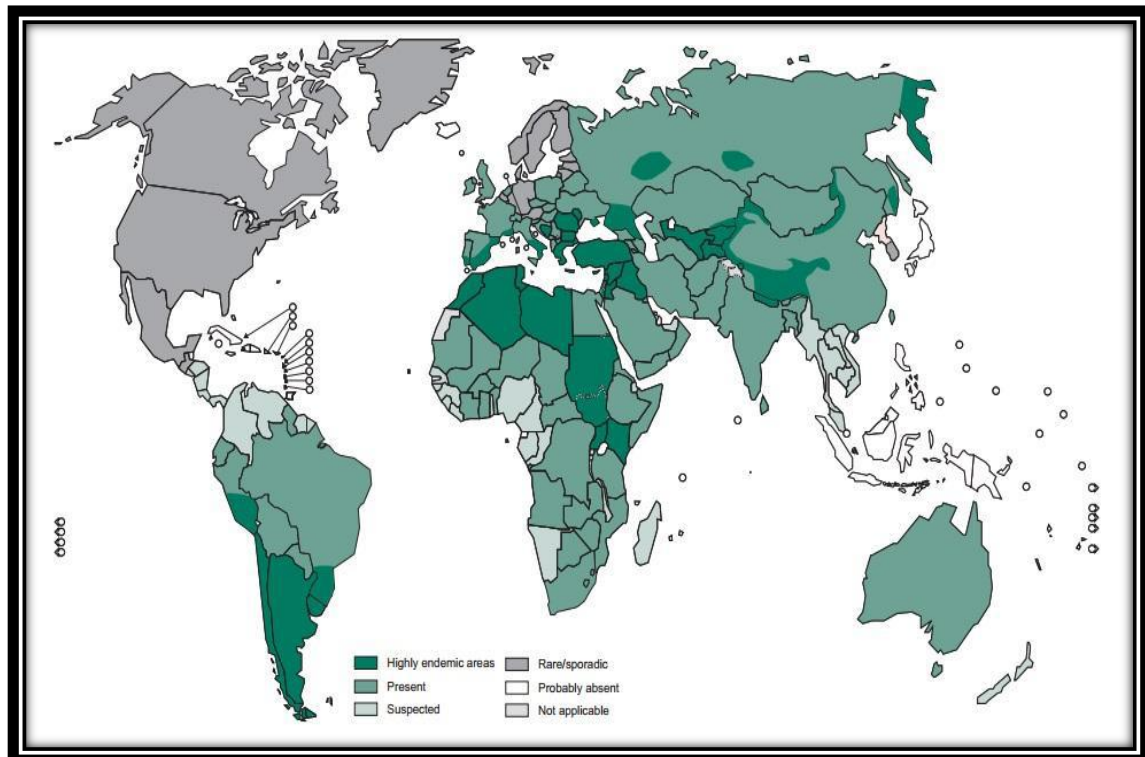 Highly endemic areas
Present
Suspected
Rare/sporadic
Probably absent
Not applicable